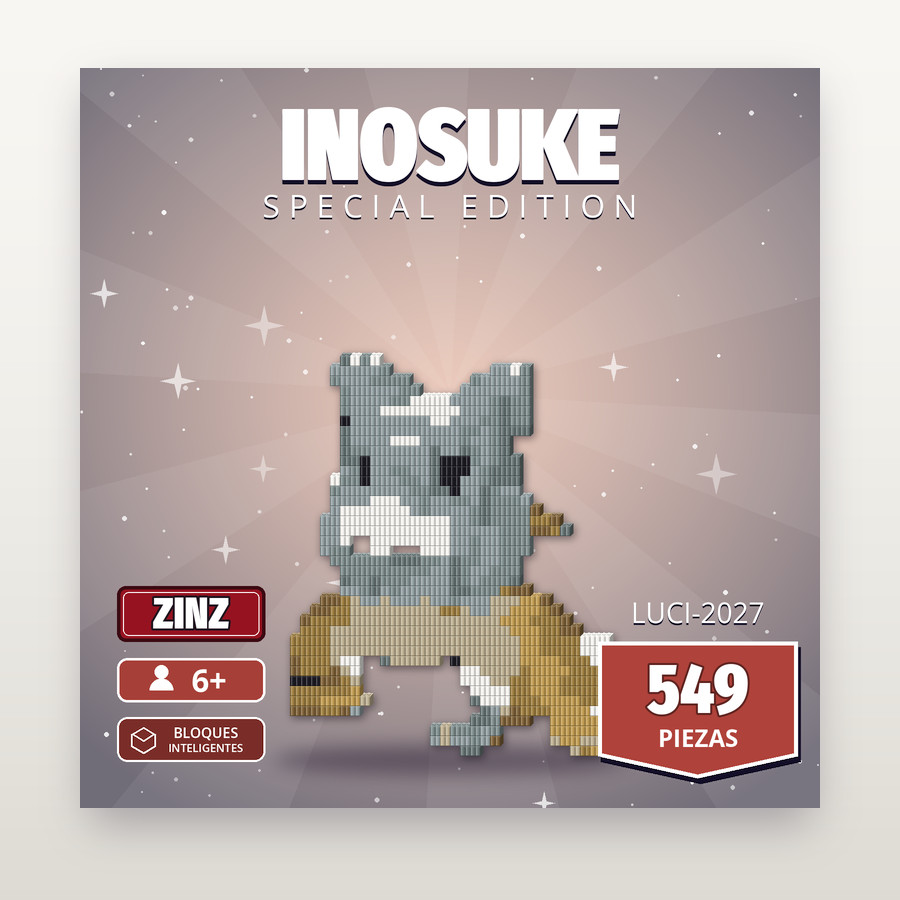 INOSUKE
SPECIAL EDITION
ZINZ
6+
BLOQUES
INTELIGENTES
LUCI-2027
549
PIEZAS